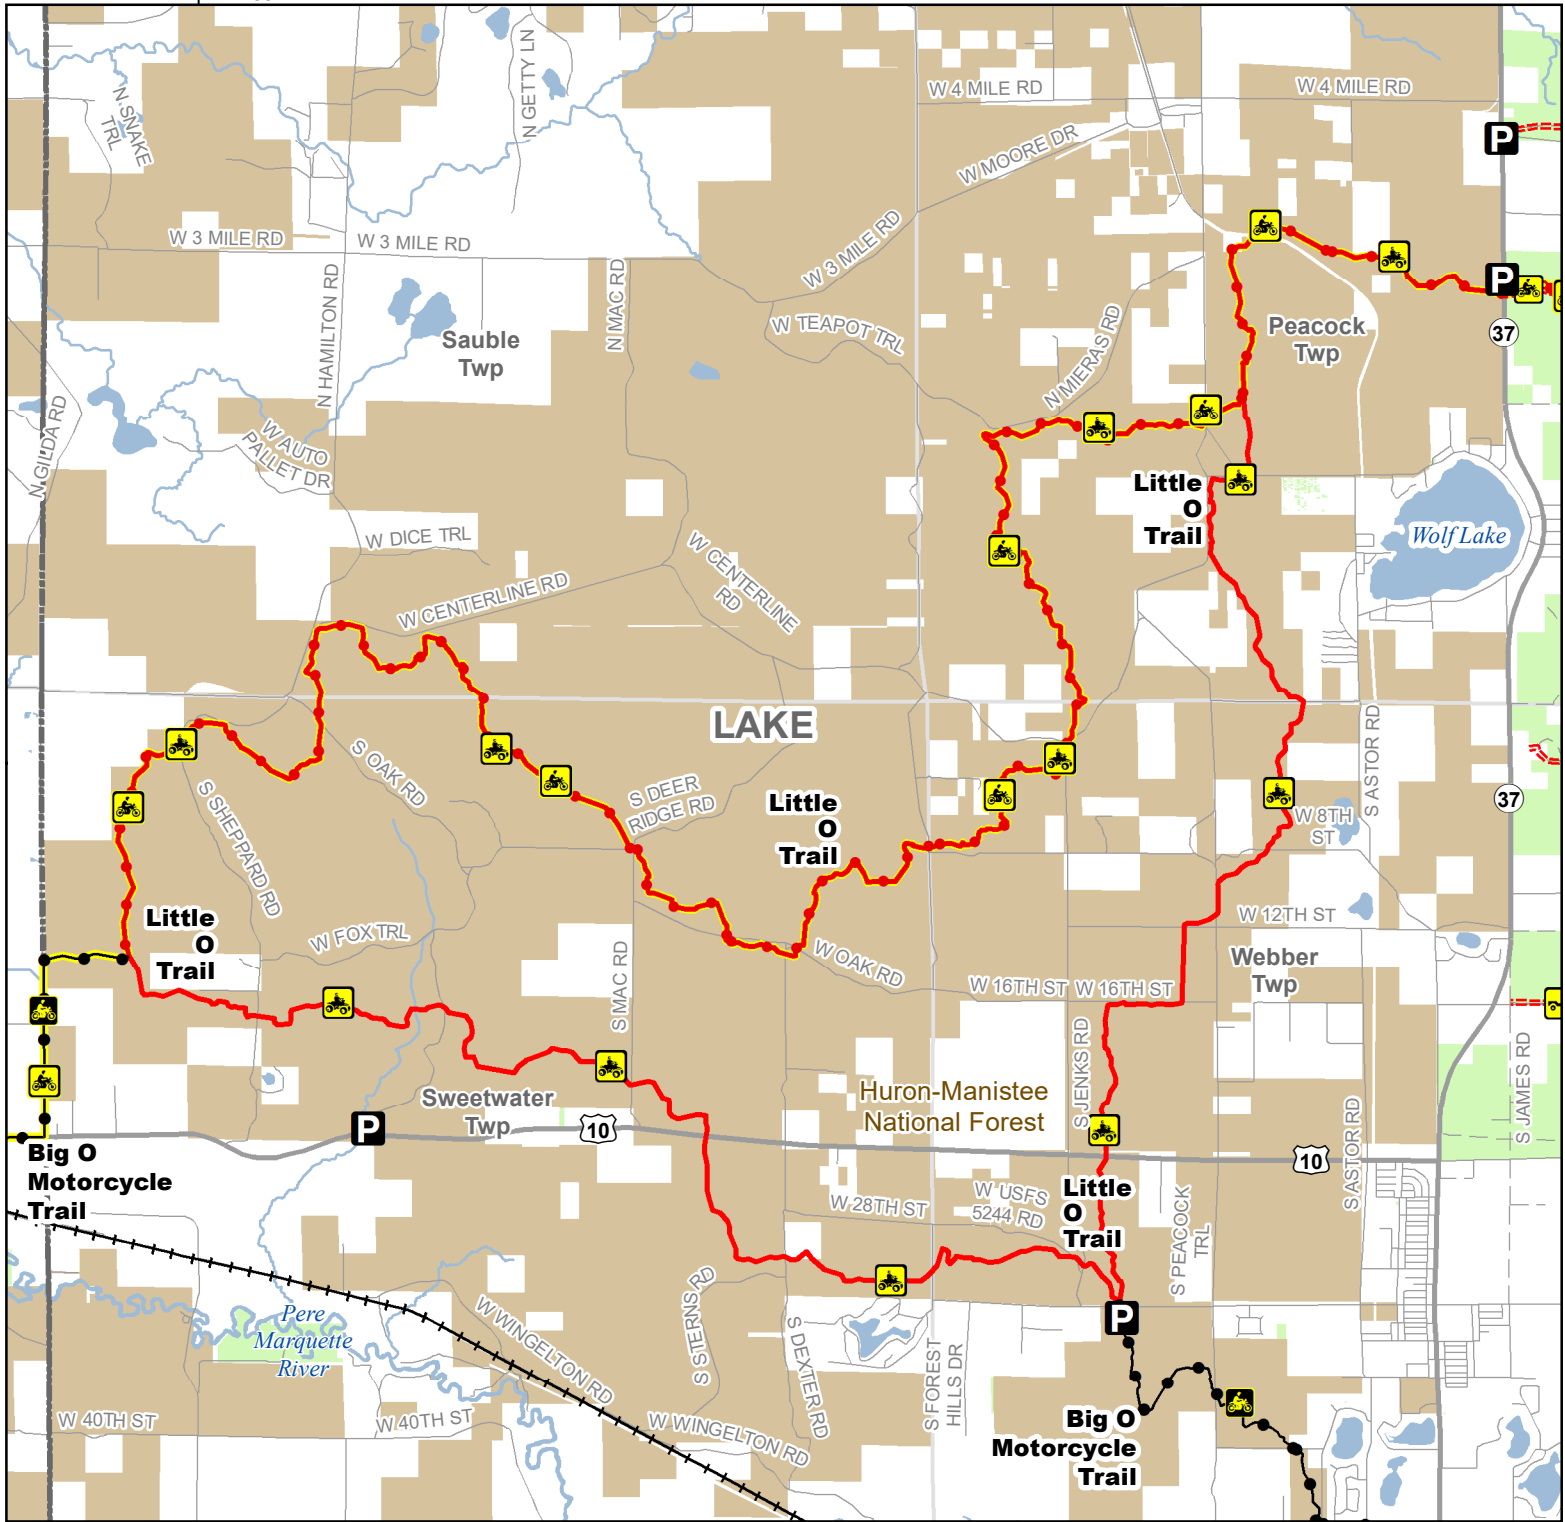 W 4 MILE RD
W 4 MILE RD
N GETTY LN
N SNAKE
TRL
P
W MOORE DR
W 3 MILE RD
W 3 MILE RD
W 3 MILE RD
N HAMILTON RD
N MAC RD
Sauble
Twp
W TEAPOT TRL
N MIERAS RD
Peacock
Twp
P
37
N GILDA RD
W AUTO
PALLET DR
Little
O
Trail
Wolf Lake
W DICE TRL
W CENTERLINE RD
W CENTERLINE
RD
LAKE
S OAK RD
S ASTOR RD
S SHEPPARD RD
S DEER
RIDGE RD
Little
O
Trail
37
W 8TH
ST
Little
O
Trail
W FOX TRL
W OAK RD
W 12TH ST
Webber
Twp
S MAC RD
W 16TH ST
W 16TH ST
S JENKS RD
S JAMES RD
Huron-Manistee
National Forest
Sweetwater
Twp
P
10
10
Big O
Motorcycle
Trail
S ASTOR RD
W 28TH ST
W USFS
5244 RD
Little
O
Trail
S PEACOCK
TRL
P
Pere
Marquette
River
W WINGELTON RD
S STERNS RD
S DEXTER RD
S FOREST
HILLS DR
W 40TH ST
W 40TH ST
W WINGELTON RD
Big O
Motorcycle
Trail